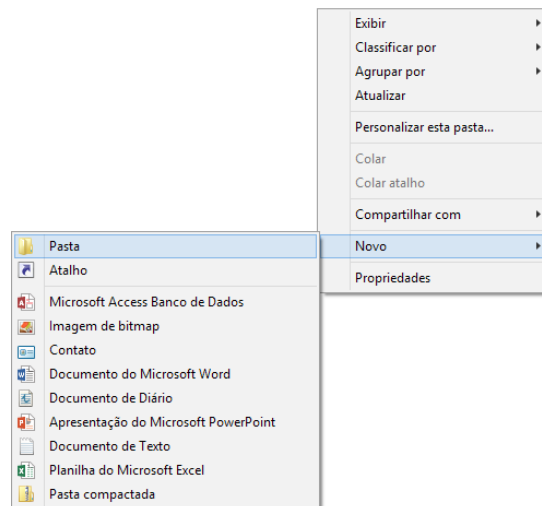 Exibir
Classificar por
Agrupar por
Atualizar
Personalizar esta pasta...
Colar
Colar atalho
Compartilhar com
Novo
Propriedades
Pasta
Atalho
Microsoft Access Banco de Dados
Imagem de bitmap
Contato
Documento do Microsoft Word
Documento de Diário
Apresentação do Microsoft PowerPoint
Documento de Texto
Planilha do Microsoft Excel
Pasta compactada